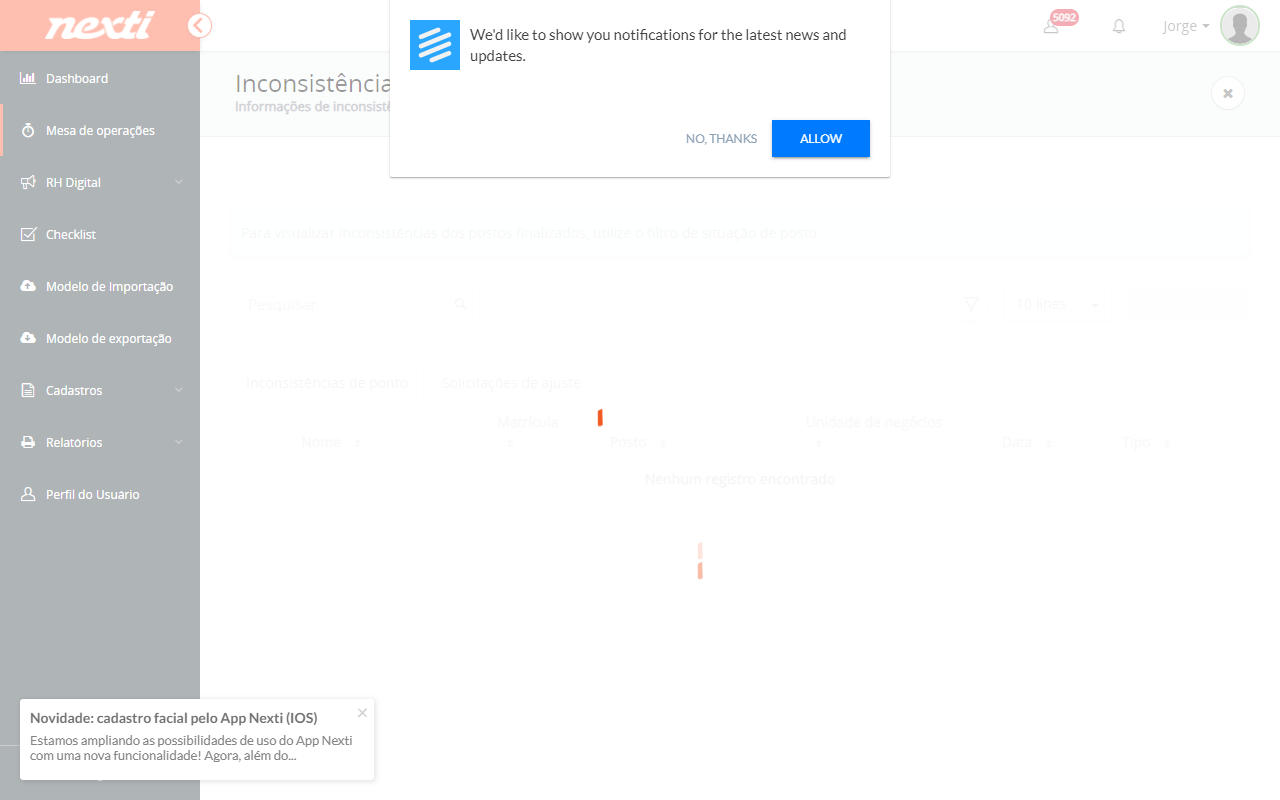 nexti
5092
Jorge
We'd like to show you notifications for the latest news and
updates.
NO, THANKS
ALLOW
Dashboard
Mesa de operações
RH Digital
Checklist
Modelo de Importação
Modelo de exportação
Cadastros
Relatórios
Perfil do Usuário
Inconsistência
Informações de inconsistê
Para visualizar inconsistências dos postos finalizados, utilize o filtro de situação de posto
Pesquisar
10 lines
Inconsistências de ponto
Solicitações de ajuste
Matrícula
Unidade de negócios
Nome
Posto
Data
Tipo
Nenhum registro encontrado
Novidade: cadastro facial pelo App Nexti (IOS)
Estamos ampliando as possibilidades de uso do App Nexti
com uma nova funcionalidade! Agora, além do...